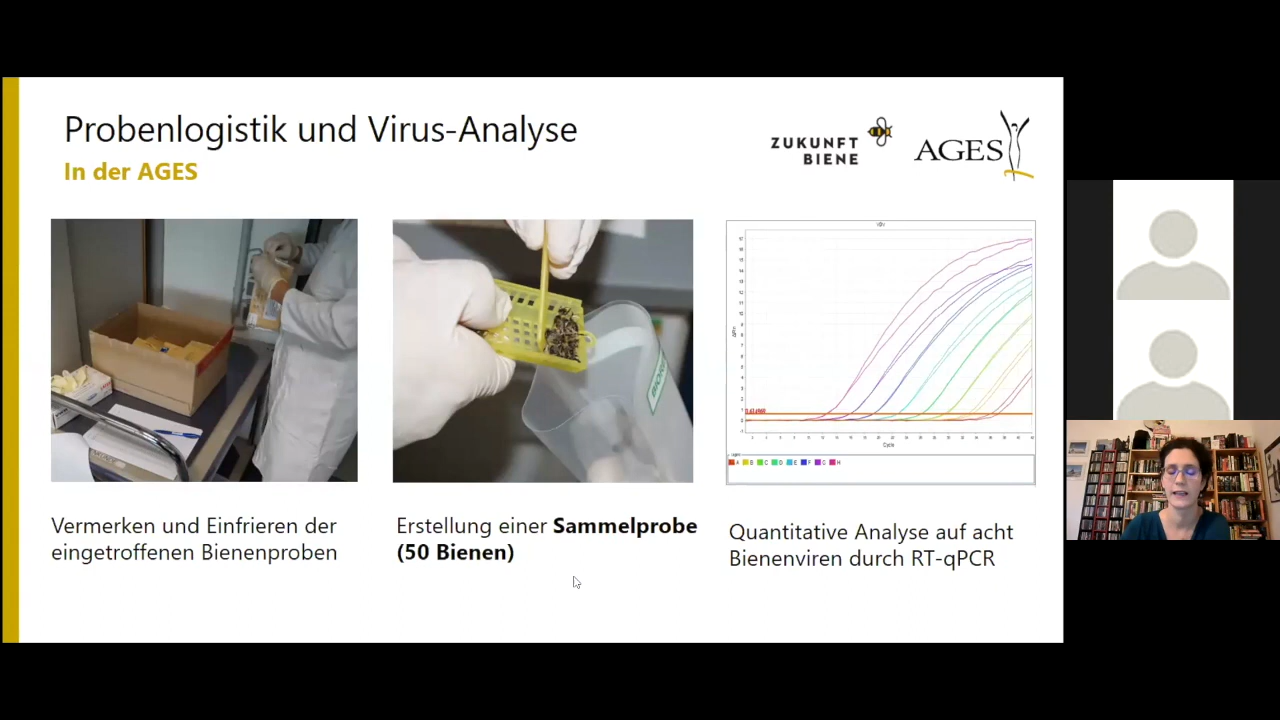 Probenlogistik und Virus-Analyse
In der AGES
ZUKUNFT
BIENE
AGES
Vermerken und Einfrieren der
eingetroffenen Bienenproben
Erstellung einer Sammelprobe
(50 Bienen)
Quantitative Analyse auf acht
Bienenviren durch RT-qPCR
Cycle